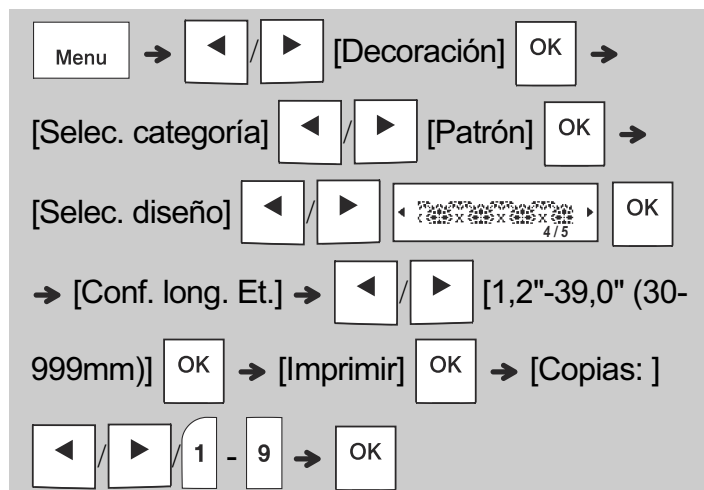 Menu → ◄/► [Decoración] OK →
[Selec. categoría] ◄/► [Patrón] OK →
[Selec. diseño] ◄/► 4/5 OK
→ [Conf. long. Et.] → ◄/► [1,2"-39,0" (30-
999mm)] OK → [Imprimir] OK → [Copias: ]
◄/►/1 - 9 → OK